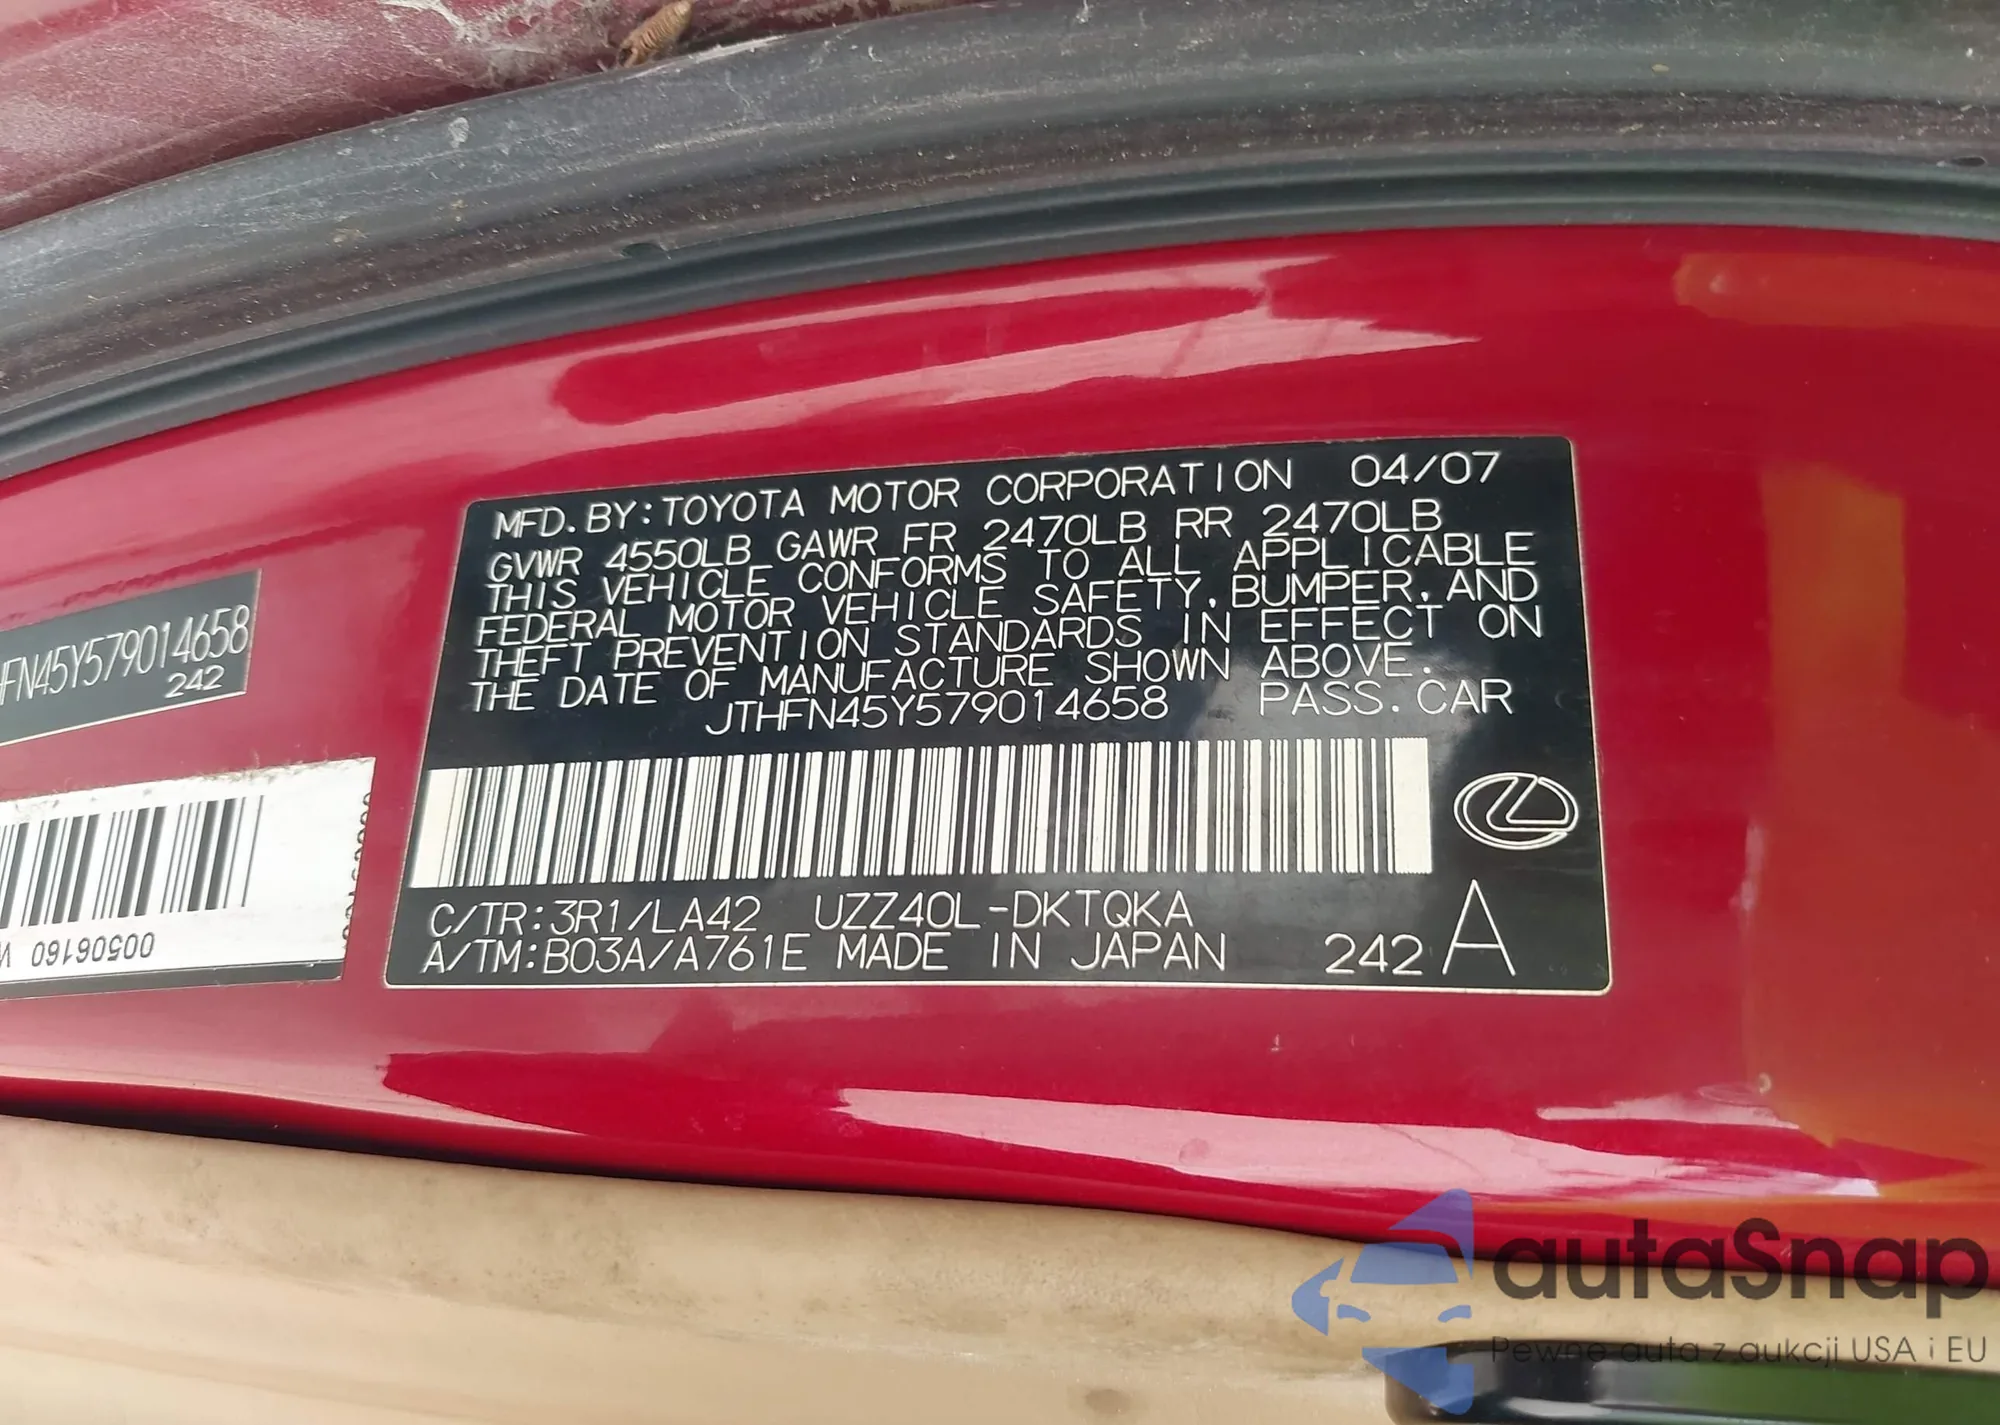 MFD. BY: TOYOTA MOTOR CORPORATION 04/07
GVWR 4550LB GAWR FR 2470LB RR 2470LB
THIS VEHICLE CONFORMS TO ALL APPLICABLE
FEDERAL MOTOR VEHICLE SAFETY, BUMPER, AND
THEFT PREVENTION STANDARDS IN EFFECT ON
THE DATE OF MANUFACTURE SHOWN ABOVE.
JTHFN45Y579014658 PASS. CAR
C/TR: 3R1/LA42 UZZ40L-DKTQKA
A/TM: B03A/A761E MADE IN JAPAN 242 A
HFN45Y579014658
242
00506160
autaSnap
Pewne auta z aukcji USA i EU